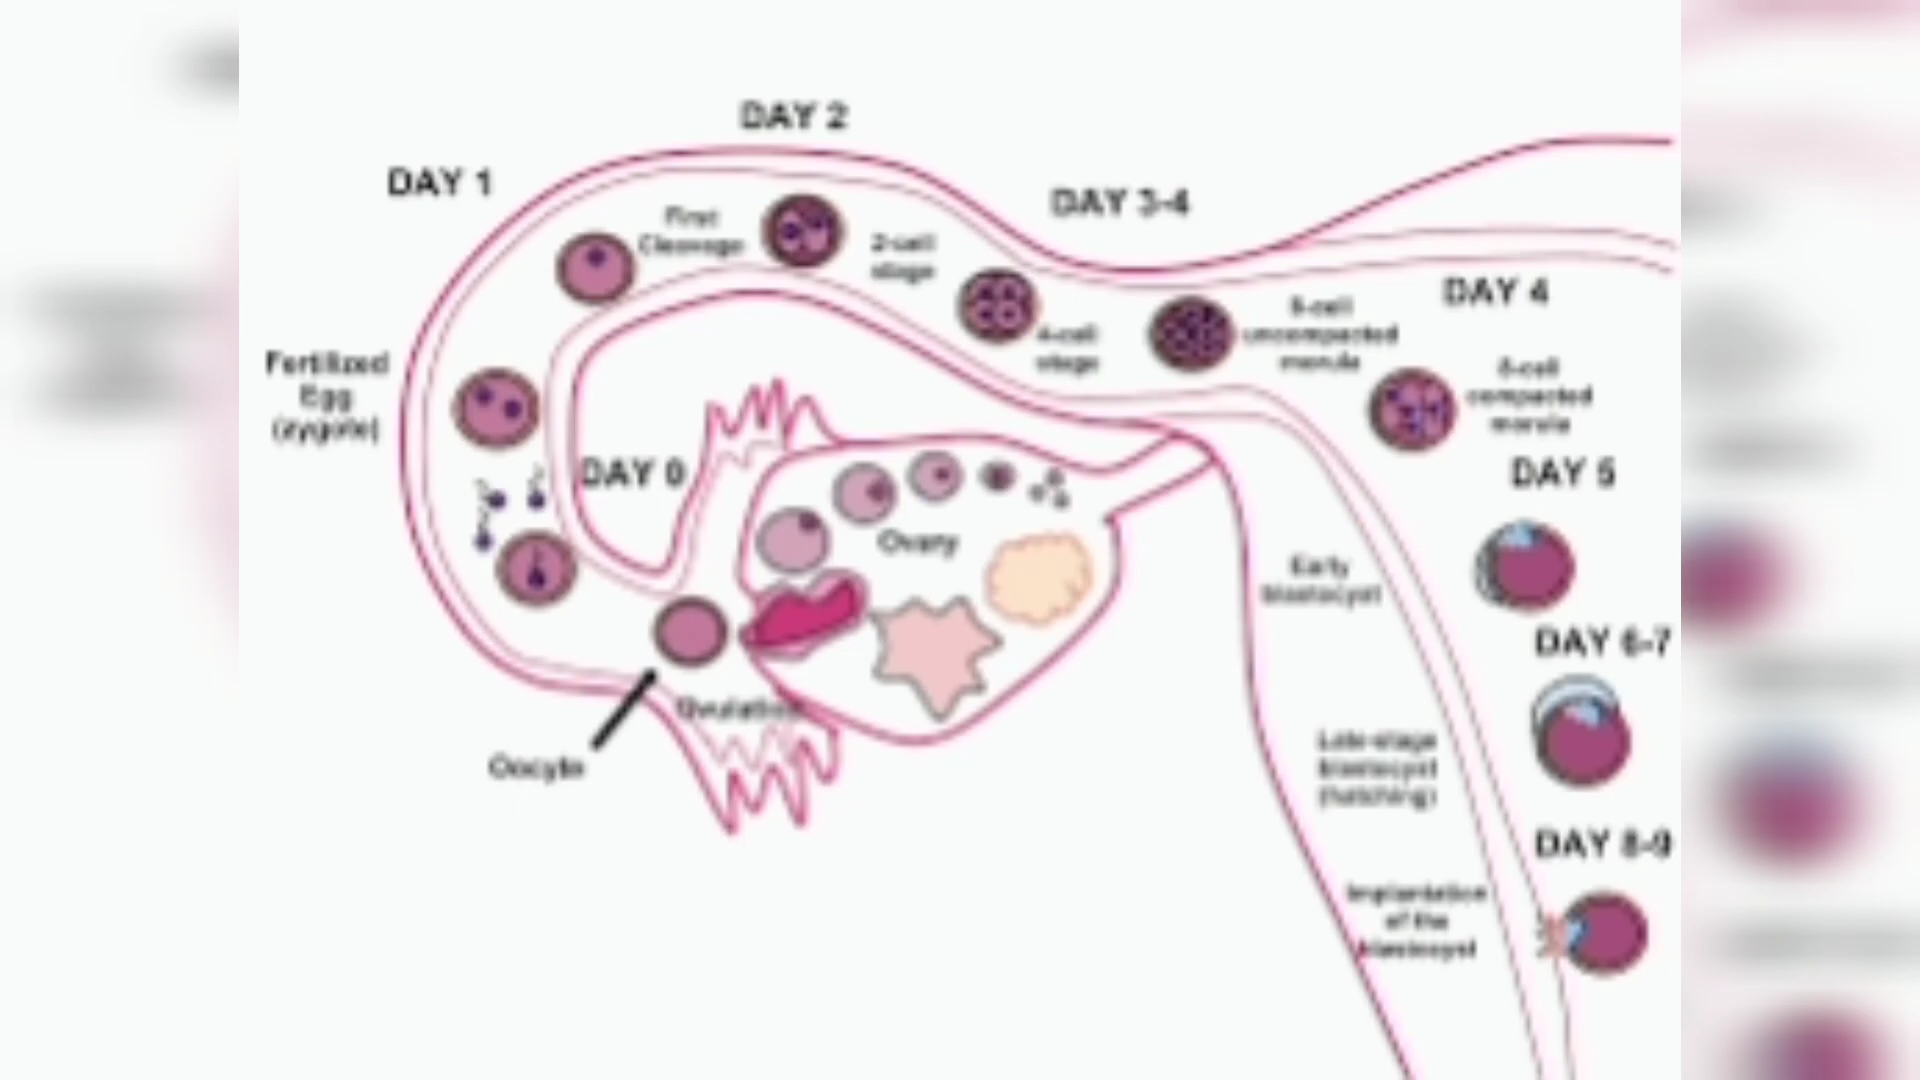 DAY 2
DAY 1
DAY 3-4
First
Cleavage
2-cell
stage
DAY 4
4-cell
stage
8-cell
uncompacted
morula
Fertilized
Egg
(zygote)
8-cell
compacted
morula
DAY 0
DAY 5
Ovary
Early
blastocyst
DAY 6-7
Ovulation
Oocyte
Late-stage
blastocyst
(hatching)
DAY 8-9
Implantation
of the
blastocyst